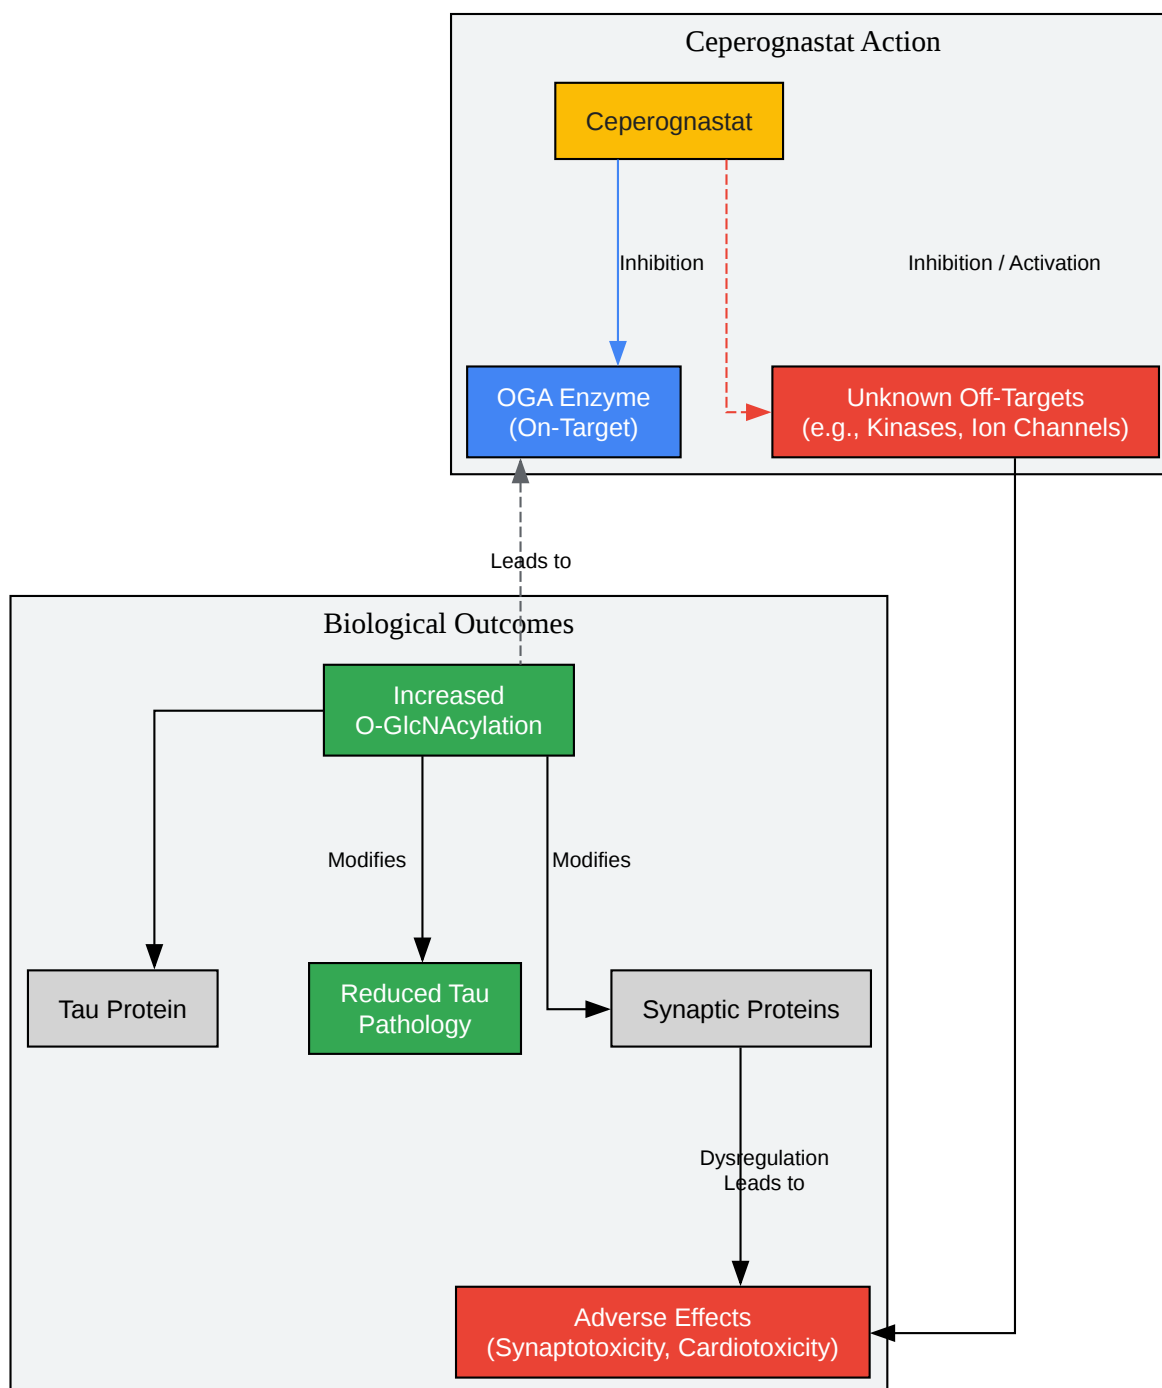 Ceperognastat Action
Ceperognastat
Inhibition
Inhibition / Activation
OGA Enzyme
(On-Target)
Unknown Off-Targets
(e.g., Kinases, Ion Channels)
Leads to
Biological Outcomes
Increased
O-GlcNAcylation
Modifies
Modifies
Tau Protein
Reduced Tau
Pathology
Synaptic Proteins
Dysregulation
Leads to
Adverse Effects
(Synaptotoxicity, Cardiotoxicity)